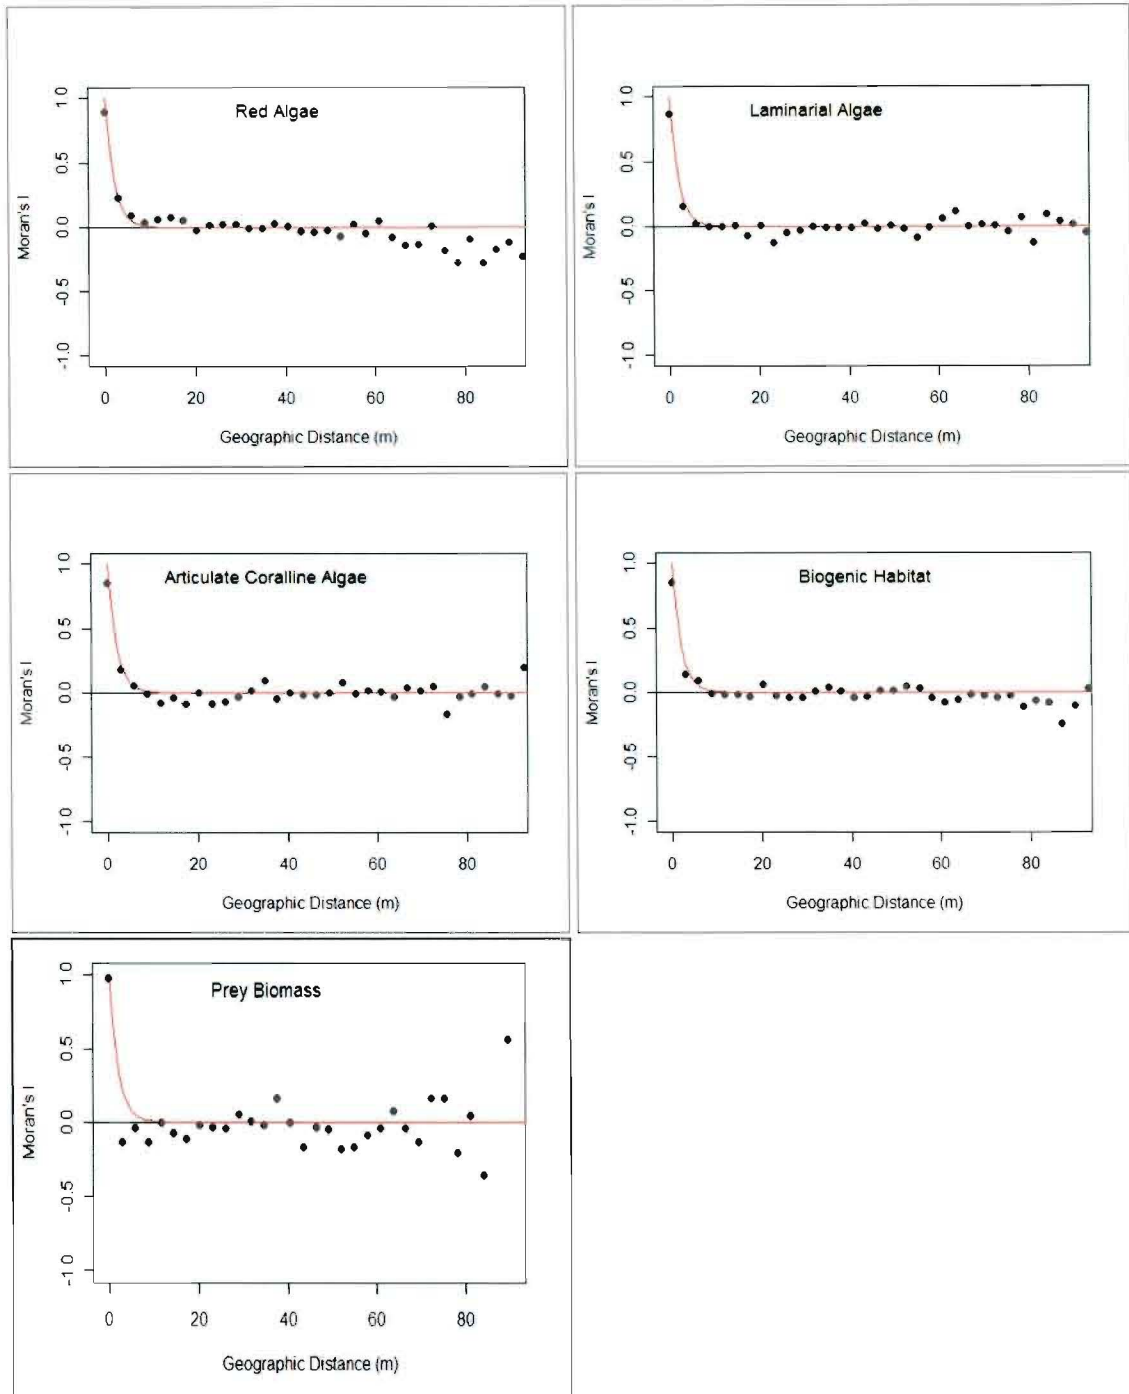 Red Algae
Moran's I
1.0
0.5
0.0
-0.5
-1.0
0 20 40 60 80
Geographic Distance (m)
Laminarial Algae
Moran's I
1.0
0.5
0.0
-0.5
-1.0
0 20 40 60 80
Geographic Distance (m)
Articulate Coralline Algae
Moran's I
1.0
0.5
0.0
-0.5
-1.0
0 20 40 60 80
Geographic Distance (m)
Biogenic Habitat
Moran's I
1.0
0.5
0.0
-0.5
-1.0
0 20 40 60 80
Geographic Distance (m)
Prey Biomass
Moran's I
1.0
0.5
0.0
-0.5
-1.0
0 20 40 60 80
Geographic Distance (m)